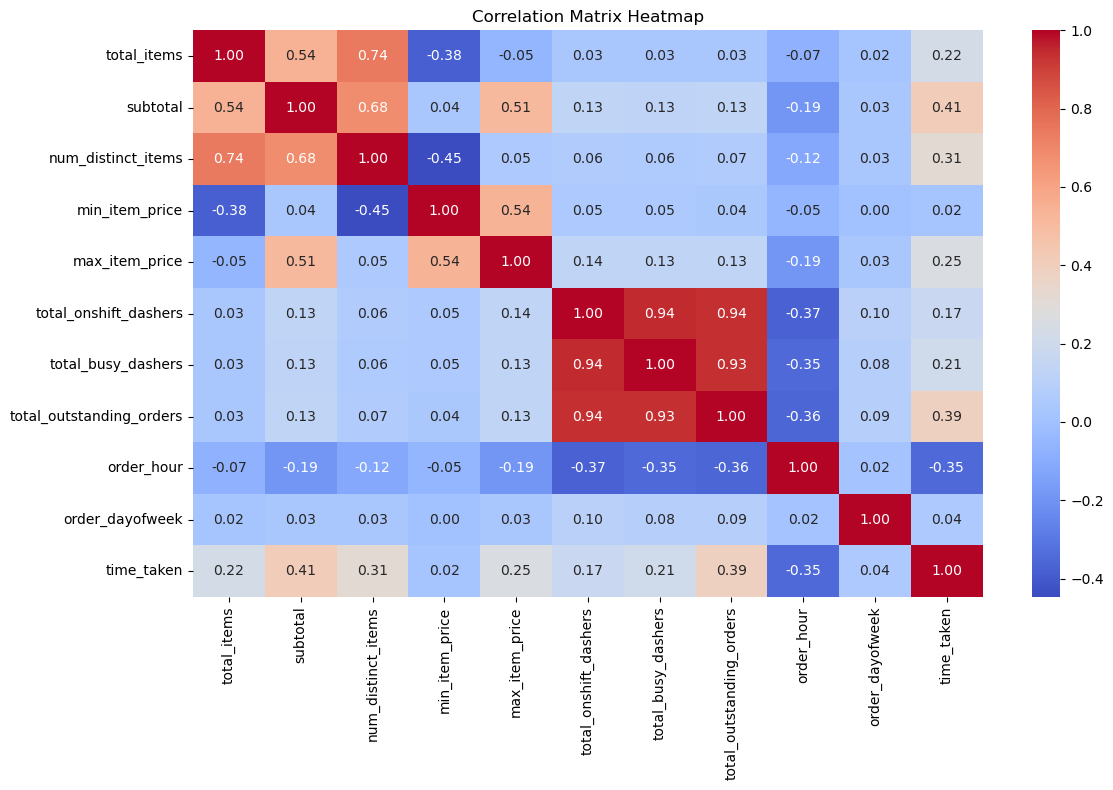 Correlation Matrix Heatmap
total_items 1.00 0.54 0.74 -0.38 -0.05 0.03 0.03 0.03 -0.07 0.02 0.22
subtotal 0.54 1.00 0.68 0.04 0.51 0.13 0.13 0.13 -0.19 0.03 0.41
num_distinct_items 0.74 0.68 1.00 -0.45 0.05 0.06 0.06 0.07 -0.12 0.03 0.31
min_item_price -0.38 0.04 -0.45 1.00 0.54 0.05 0.05 0.04 -0.05 0.00 0.02
max_item_price -0.05 0.51 0.05 0.54 1.00 0.14 0.13 0.13 -0.19 0.03 0.25
total_onshift_dashers 0.03 0.13 0.06 0.05 0.14 1.00 0.94 0.94 -0.37 0.10 0.17
total_busy_dashers 0.03 0.13 0.06 0.05 0.13 0.94 1.00 0.93 -0.35 0.08 0.21
total_outstanding_orders 0.03 0.13 0.07 0.04 0.13 0.94 0.93 1.00 -0.36 0.09 0.39
order_hour -0.07 -0.19 -0.12 -0.05 -0.19 -0.37 -0.35 -0.36 1.00 0.02 -0.35
order_dayofweek 0.02 0.03 0.03 0.00 0.03 0.10 0.08 0.09 0.02 1.00 0.04
time_taken 0.22 0.41 0.31 0.02 0.25 0.17 0.21 0.39 -0.35 0.04 1.00
total_items
subtotal
num_distinct_items
min_item_price
max_item_price
total_onshift_dashers
total_busy_dashers
total_outstanding_orders
order_hour
order_dayofweek
time_taken
1.0
0.8
0.6
0.4
0.2
0.0
−0.2
−0.4